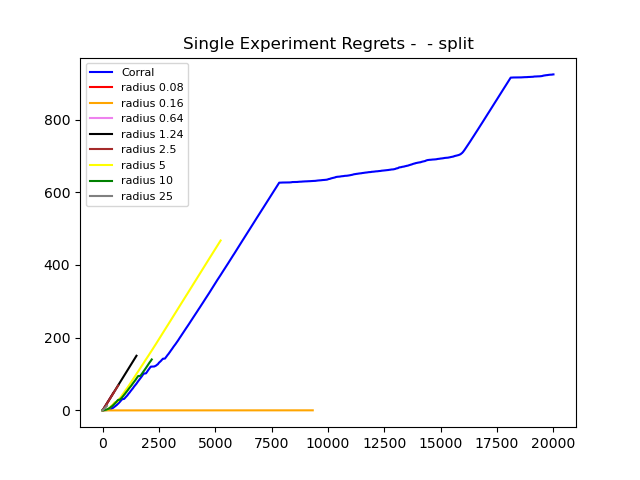 Single Experiment Regrets -  - split
Corral
radius 0.08
radius 0.16
radius 0.64
radius 1.24
radius 2.5
radius 5
radius 10
radius 25
800
600
400
200
0
0 2500 5000 7500 10000 12500 15000 17500 20000